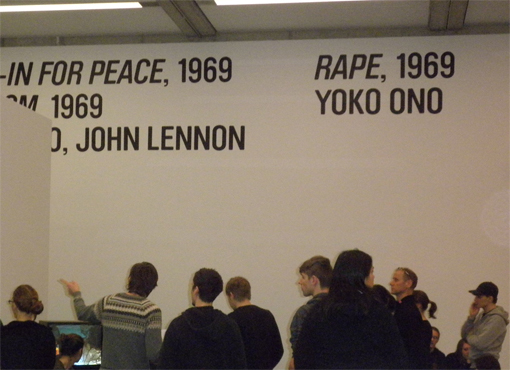 -IN FOR PEACE, 1969
1969
JOHN LENNON
RAPE, 1969
YOKO ONO